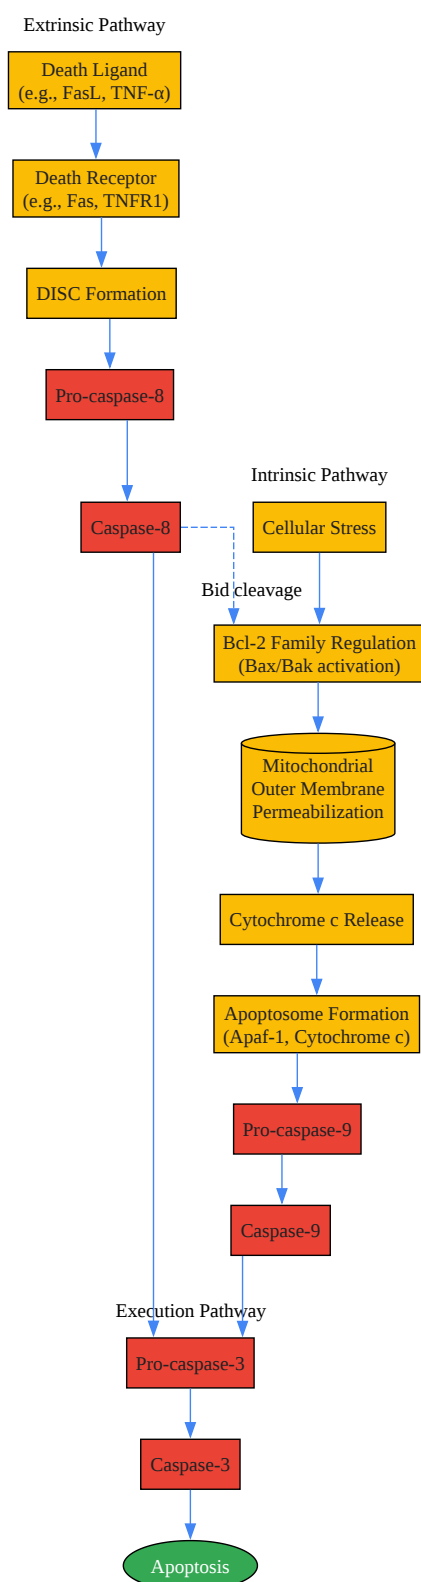 Extrinsic Pathway
Death Ligand
(e.g., FasL, TNF-α)
Death Receptor
(e.g., Fas, TNFR1)
DISC Formation
Pro-caspase-8
Caspase-8
Intrinsic Pathway
Cellular Stress
Bid cleavage
Bcl-2 Family Regulation
(Bax/Bak activation)
Mitochondrial
Outer Membrane
Permeabilization
Cytochrome c Release
Apoptosome Formation
(Apaf-1, Cytochrome c)
Pro-caspase-9
Caspase-9
Execution Pathway
Pro-caspase-3
Caspase-3
Apoptosis